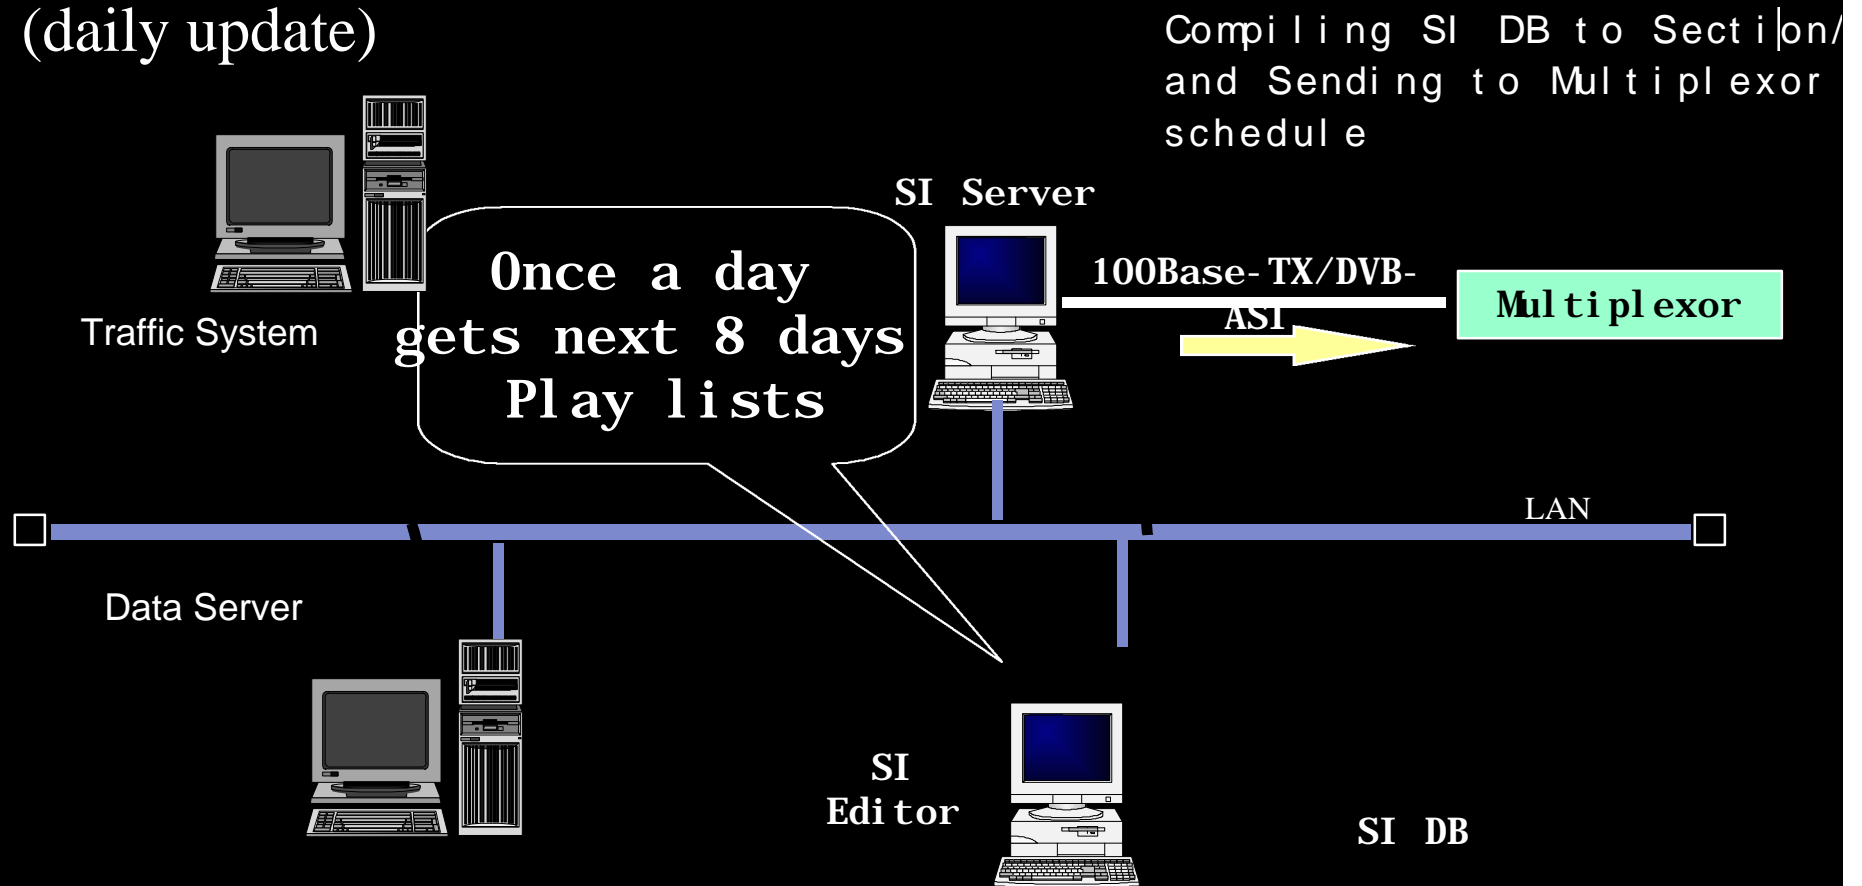 (daily update)
Compiling SI DB to Section/
and Sending to Multiplexor
schedule
SI Server
Once a day
gets next 8 days
Play lists
100Base-TX/DVB-
ASI
Multiplexor
Traffic System
LAN
Data Server
SI
Editor
SI DB